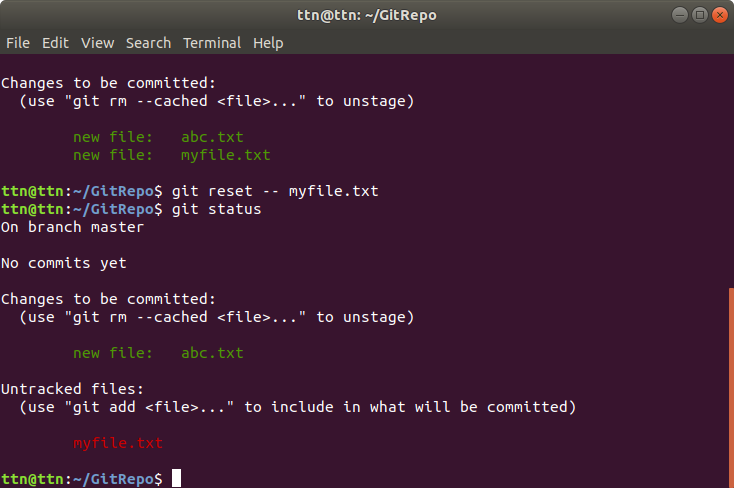 ttn@ttn: ~/GitRepo
File Edit View Search Terminal Help
Changes to be committed:
  (use "git rm --cached <file>..." to unstage)
        new file:   abc.txt
        new file:   myfile.txt
ttn@ttn:~/GitRepo$ git reset -- myfile.txt
ttn@ttn:~/GitRepo$ git status
On branch master
No commits yet
Changes to be committed:
  (use "git rm --cached <file>..." to unstage)
        new file:   abc.txt
Untracked files:
  (use "git add <file>..." to include in what will be committed)
        myfile.txt
ttn@ttn:~/GitRepo$